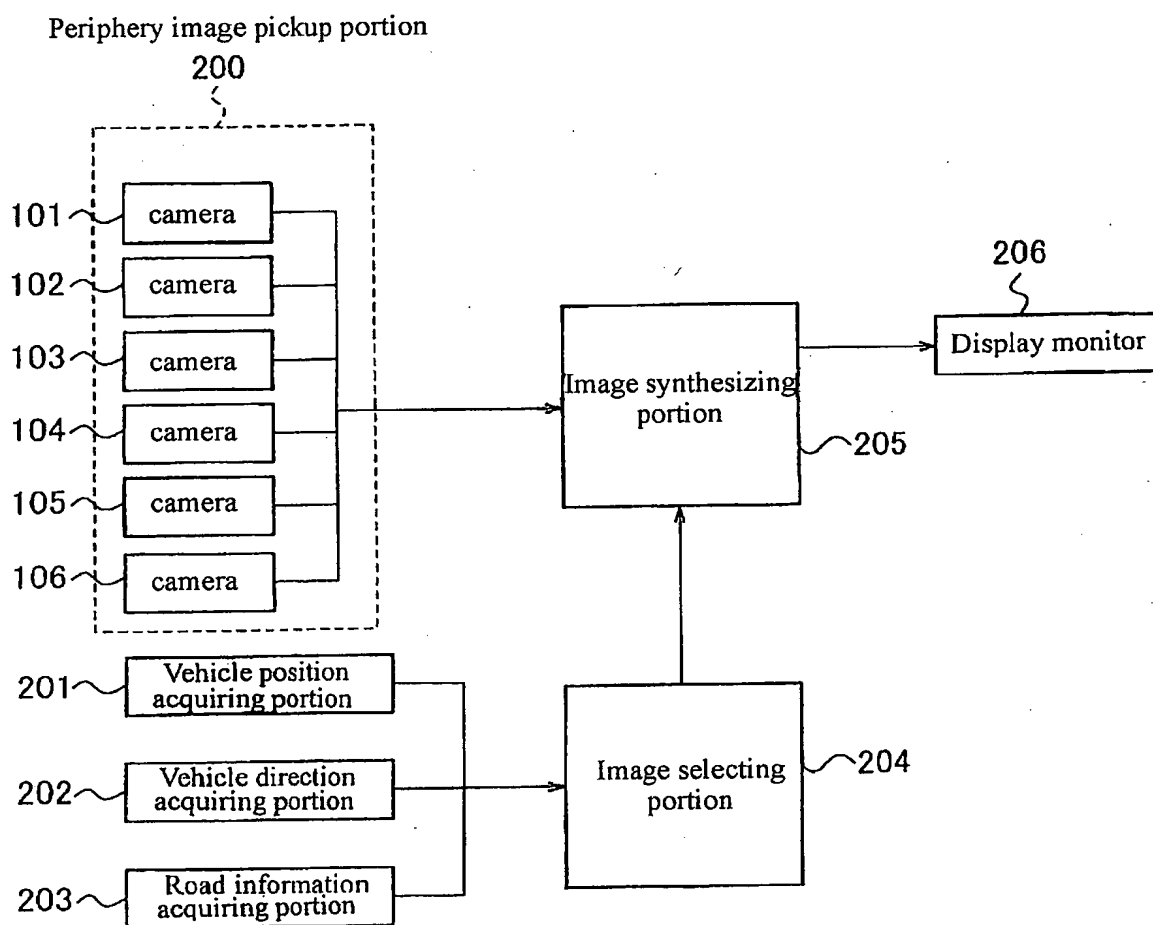 Periphery image pickup portion
200
101 camera
102 camera
103 camera
104 camera
105 camera
106 camera
206
Display monitor
Image synthesizing
portion
205
201 Vehicle position
acquiring portion
202 Vehicle direction
acquiring portion
203 Road information
acquiring portion
Image selecting
portion
204